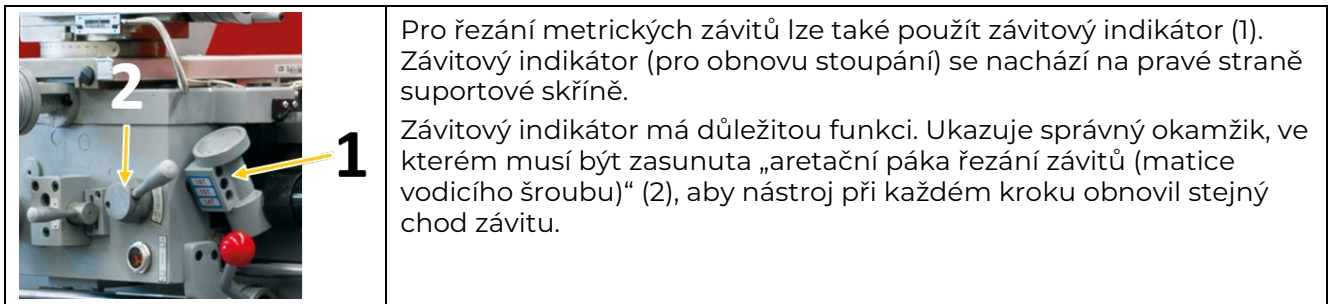 2
1
Pro řezání metrických závitů lze také použít závitový indikátor (1).
Závitový indikátor (pro obnovu stoupání) se nachází na pravé straně
suportové skříně.
Závitový indikátor má důležitou funkci. Ukazuje správný okamžik, ve
kterém musí být zasunuta „aretační páka řezání závitů (matice
vodicího šroubu)“ (2), aby nástroj při každém kroku obnovil stejný
chod závitu.